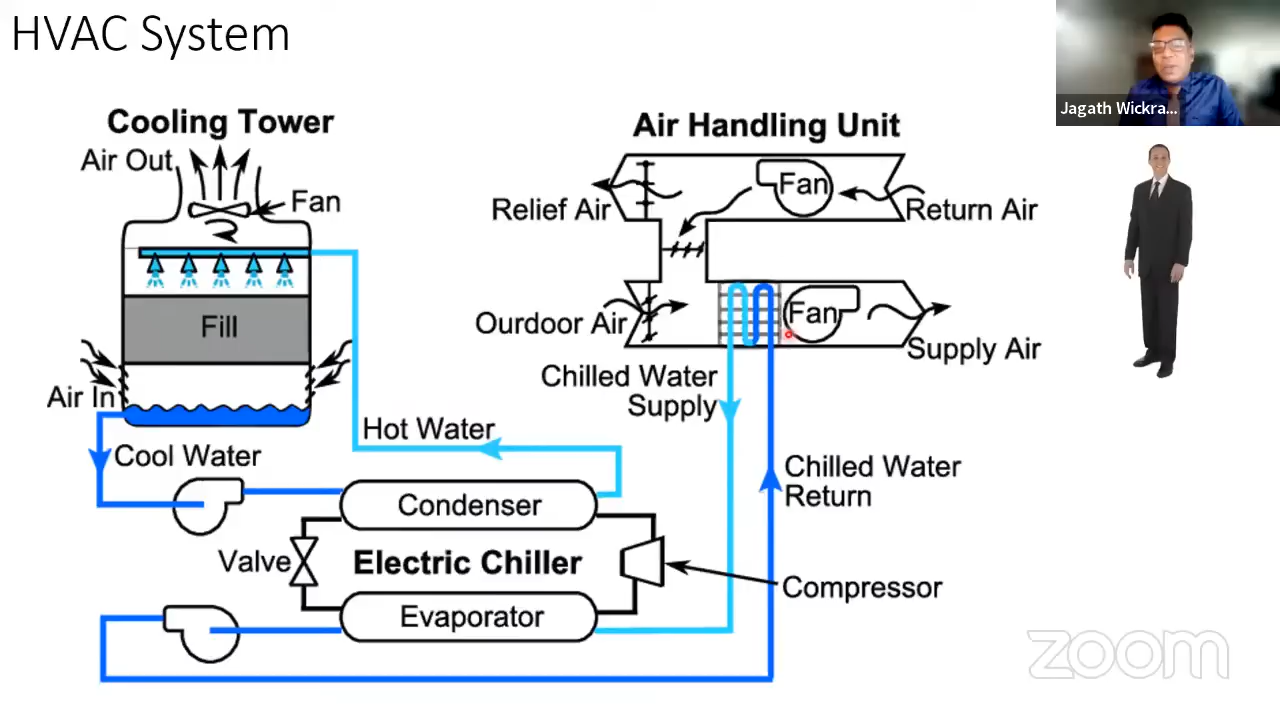 HVAC System
Jagath Wickra...
Cooling Tower
Air Handling Unit
Air Out
Fan
Fan
Relief Air
Return Air
Fill
Ourdoor Air
Fan
Supply Air
Air In
Chilled Water
Supply
Hot Water
Cool Water
Chilled Water
Return
Condenser
Valve
Electric Chiller
Compressor
Evaporator
zoom